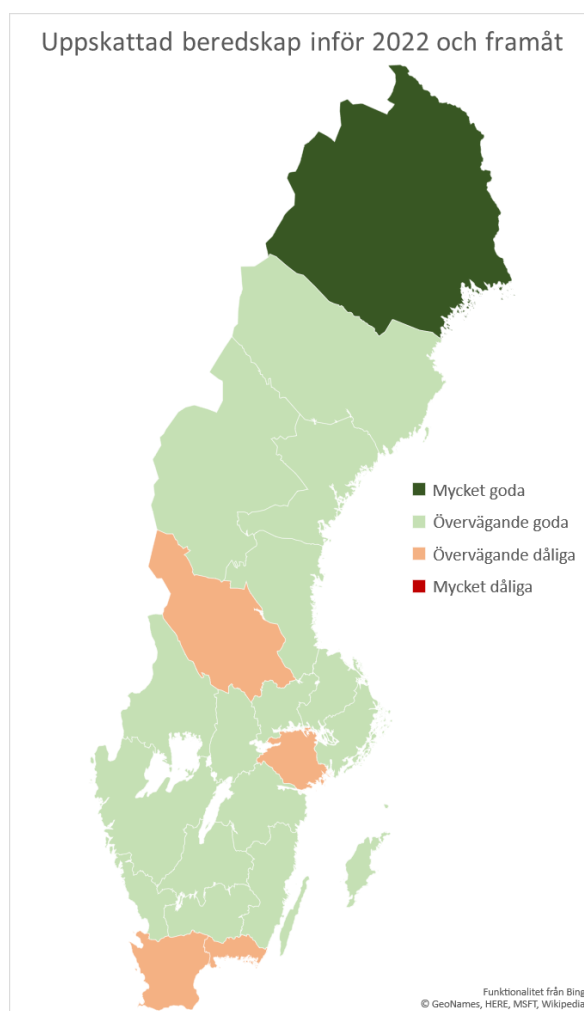 Uppskattad beredskap inför 2022 och framåt
Mycket goda
Övervägande goda
Övervägande dåliga
Mycket dåliga
Funktionalitet från Bing
© GeoNames, HERE, MSFT, Wikipedia